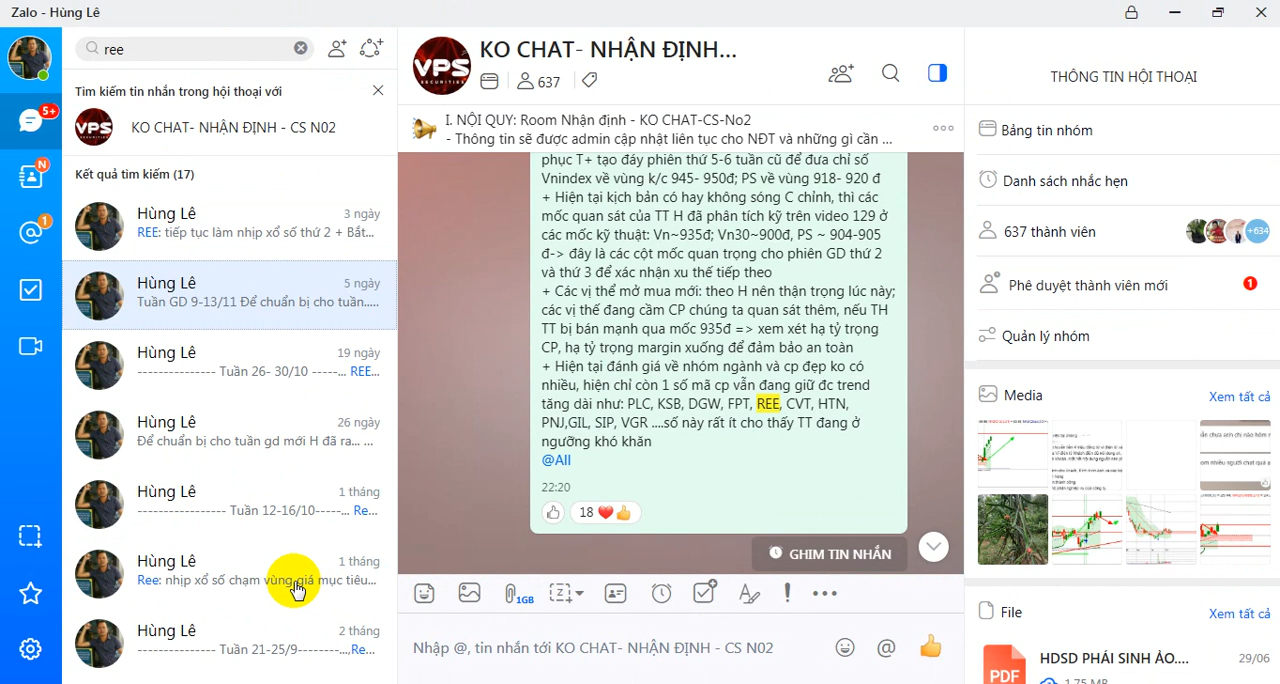 Zalo - Hùng Lê
ree
Tìm kiếm tin nhắn trong hội thoại với
VPS
KO CHAT- NHẬN ĐỊNH - CS N02
Kết quả tìm kiếm (17)
Hùng Lê
3 ngày
REE: tiếp tục làm nhịp xổ số thứ 2 + Bắt...
Hùng Lê
5 ngày
Tuần GD 9-13/11 Để chuẩn bị cho tuần.....
Hùng Lê
19 ngày
--------------- Tuần 26- 30/10 -----... REE...
Hùng Lê
26 ngày
Để chuẩn bị cho tuần gd mới H đã ra... ...
Hùng Lê
1 tháng
----------------- Tuần 12-16/10-----... Re...
Hùng Lê
1 tháng
Ree: nhịp xổ số chạm vùng giá mục tiêu...
Hùng Lê
2 tháng
--------------- Tuần 21-25/9--------...,Re...
5+
N
1
VPS
SECURITIES
KO CHAT- NHẬN ĐỊNH...
637
I. NỘI QUY: Room Nhận định - KO CHAT-CS-No2
- Thông tin sẽ được admin cập nhật liên tục cho NĐT và những gì cần ...
phục T+ tạo đáy phiên thứ 5-6 tuần cũ để đưa chỉ số
Vnindex về vùng k/c 945- 950đ; PS về vùng 918- 920 đ
+ Hiện tại kịch bản có hay không sóng C chỉnh, thì các
mốc quan sát của TT H đã phân tích kỹ trên video 129 ở
các mốc kỹ thuật: Vn~935đ; Vn30~900đ, PS ~ 904-905
đ-> đây là các cột mốc quan trọng cho phiên GD thứ 2
và thứ 3 để xác nhận xu thế tiếp theo
+ Các vị thế mở mua mới: theo H nên thận trọng lúc này;
các vị thế đang cầm CP chúng ta quan sát thêm, nếu TH
TT bị bán mạnh qua mốc 935đ => xem xét hạ tỷ trọng
CP, hạ tỷ trọng margin xuống để đảm bảo an toàn
+ Hiện tại đánh giá về nhóm ngành và cp đẹp ko có
nhiều, hiện chỉ còn 1 số mã cp vẫn đang giữ đc trend
tăng dài như: PLC, KSB, DGW, FPT, REE, CVT, HTN,
PNJ,GIL, SIP, VGR ....số này rất ít cho thấy TT đang ở
ngưỡng khó khăn
@All
22:20
18
GHIM TIN NHẮN
1GB
Nhập @, tin nhắn tới KO CHAT- NHẬN ĐỊNH - CS N02
THÔNG TIN HỘI THOẠI
Bảng tin nhóm
Danh sách nhắc hẹn
637 thành viên
+634
Phê duyệt thành viên mới
1
Quản lý nhóm
Media
Xem tất cả
File
Xem tất cả
PDF
HDSD PHÁI SINH ẢO....
29/06
1.75 MB